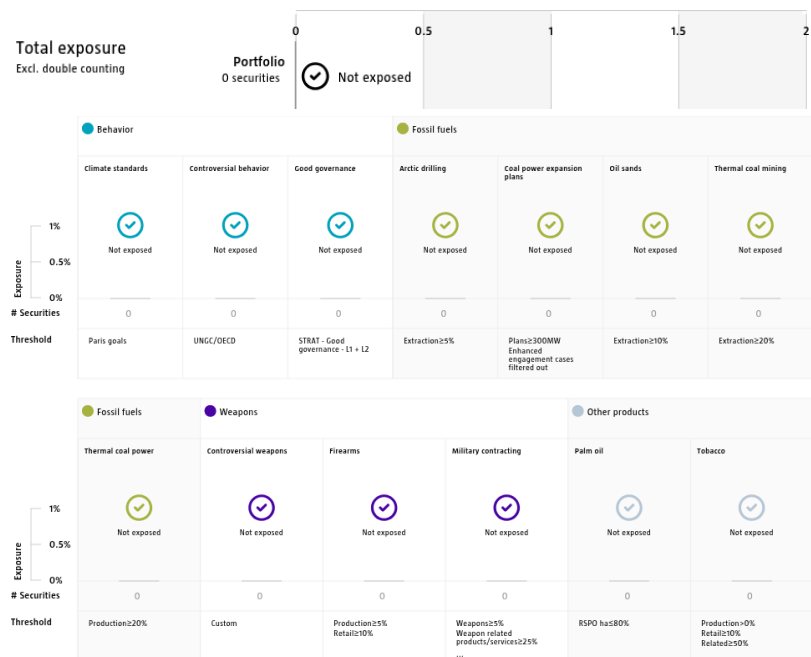 0 0.5 1 1.5 2
Total exposure
Excl. double counting
Portfolio
0 securities
Not exposed
Behavior
Fossil fuels
Climate standards
Controversial behavior
Good governance
Arctic drilling
Coal power expansion
plans
Oil sands
Thermal coal mining
1%
0.5%
0%
Exposure
Not exposed
Not exposed
Not exposed
Not exposed
Not exposed
Not exposed
Not exposed
# Securities
0
0
0
0
0
0
0
Threshold
Paris goals
UNGC/OECD
STRAT - Good
governance - L1 + L2
Extraction≥5%
Plans≥300MW
Enhanced
engagement cases
filtered out
Extraction≥10%
Extraction≥20%
Fossil fuels
Weapons
Other products
Thermal coal power
Controversial weapons
Firearms
Military contracting
Palm oil
Tobacco
1%
0.5%
0%
Exposure
Not exposed
Not exposed
Not exposed
Not exposed
Not exposed
Not exposed
# Securities
0
0
0
0
0
0
Threshold
Production≥20%
Custom
Production≥5%
Retail≥10%
Weapons≥5%
Weapon related
products/services≥25%
RSPO ha≤80%
Production>0%
Retail≥10%
Related≥50%